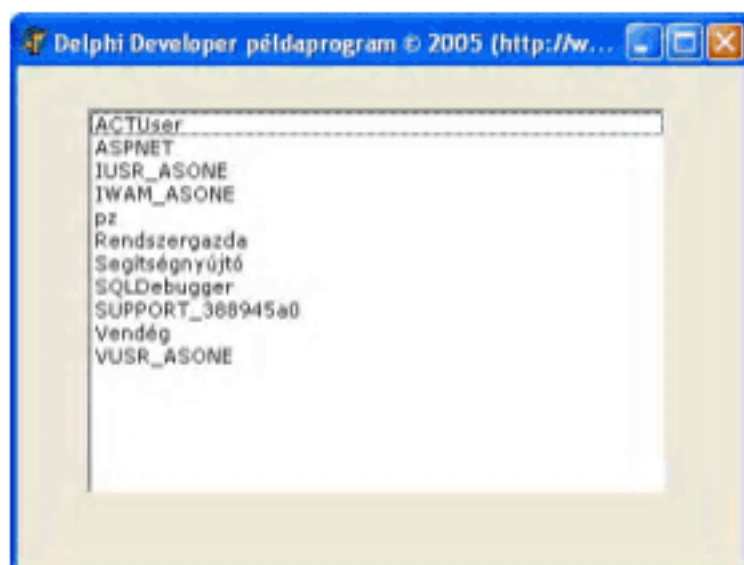 Delphi Developer példaprogram © 2005 (http://w...
ACTUser
ASPNET
IUSR_ASONE
IWAM_ASONE
pz
Rendszergazda
Segítségnyújtó
SQLDebugger
SUPPORT_388945a0
Vendég
VUSR_ASONE